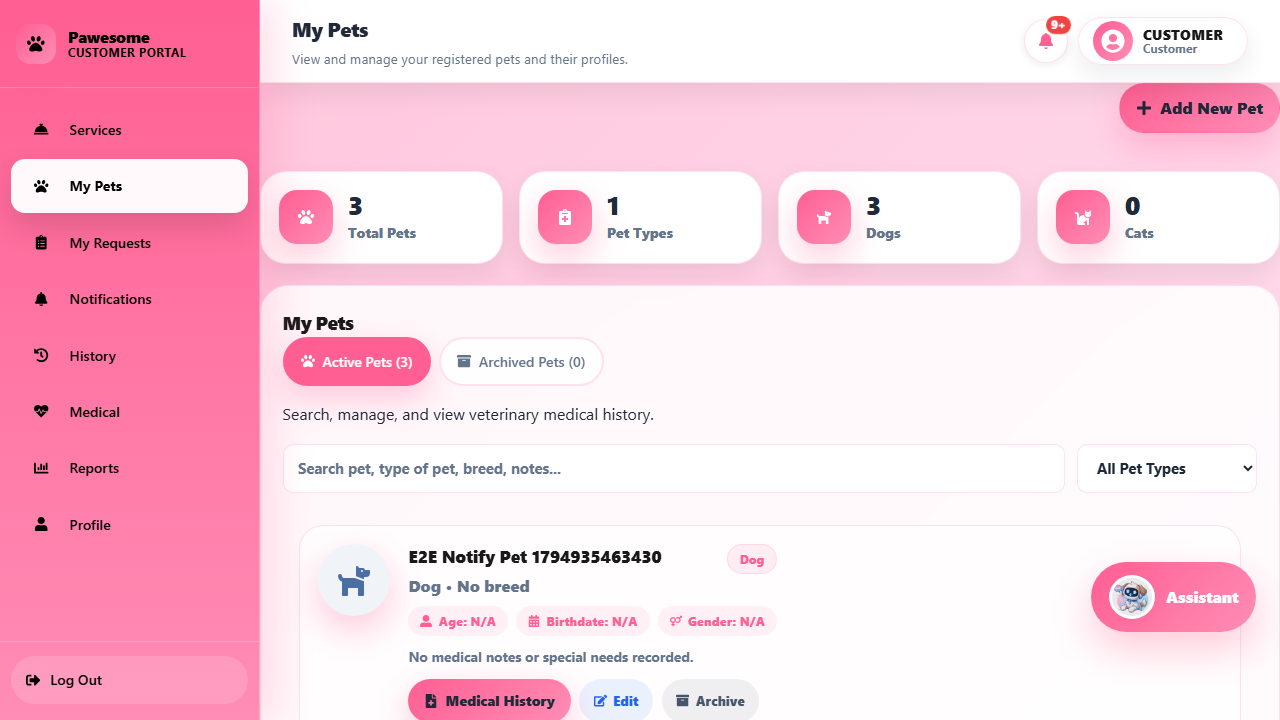 Pawesome
CUSTOMER PORTAL
Services
My Pets
My Requests
Notifications
History
Medical
Reports
Profile
Log Out
My Pets
View and manage your registered pets and their profiles.
9+
CUSTOMER
Customer
Add New Pet
3
Total Pets
1
Pet Types
3
Dogs
0
Cats
My Pets
Active Pets (3)
Archived Pets (0)
Search, manage, and view veterinary medical history.
Search pet, type of pet, breed, notes...
All Pet Types
E2E Notify Pet 1794935463430
Dog
Dog • No breed
Age: N/A
Birthdate: N/A
Gender: N/A
No medical notes or special needs recorded.
Medical History
Edit
Archive
Assistant